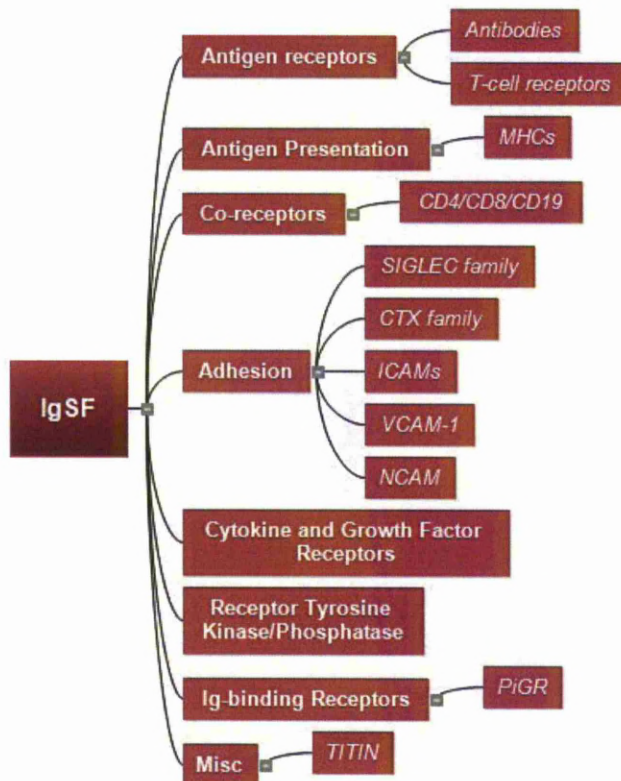 Antibodies
Antigen receptors
T-cell receptors
Antigen Presentation
MHCs
Co-receptors
CD4/CD8/CD19
SIGLEC family
CTX family
Adhesion
ICAMs
IgSF
VCAM-1
NCAM
Cytokine and Growth Factor
Receptors
Receptor Tyrosine
Kinase/Phosphatase
Ig-binding Receptors
PiGR
Misc
TITIN